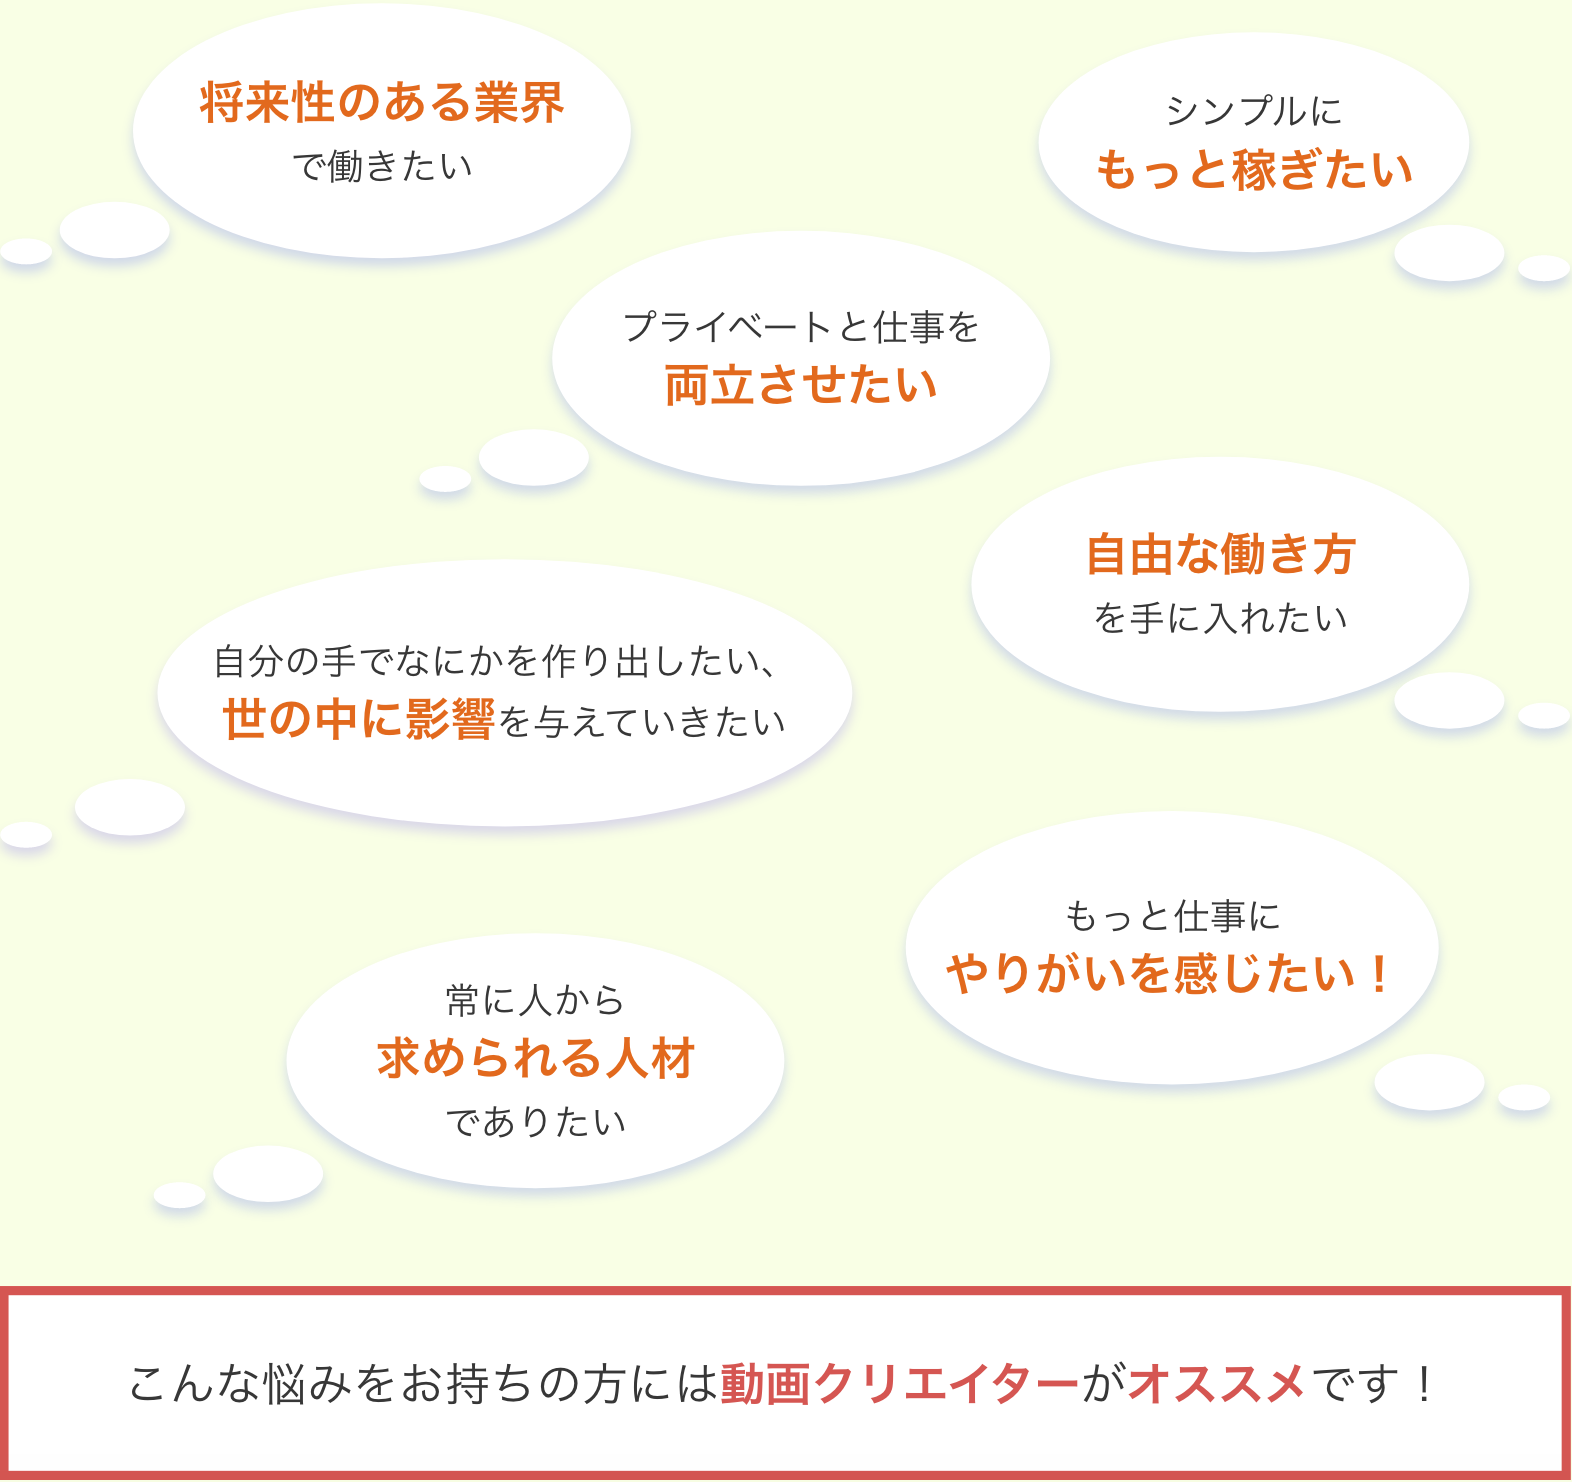 将来性のある業界
で働きたい
シンプルに
もっと稼ぎたい
プライベートと仕事を
両立させたい
自由な働き方
を手に入れたい
自分の手でなにかを作り出したい、
世の中に影響を与えていきたい
もっと仕事に
やりがいを感じたい！
常に人から
求められる人材
でありたい
こんな悩みをお持ちの方には動画クリエイターがオススメです！